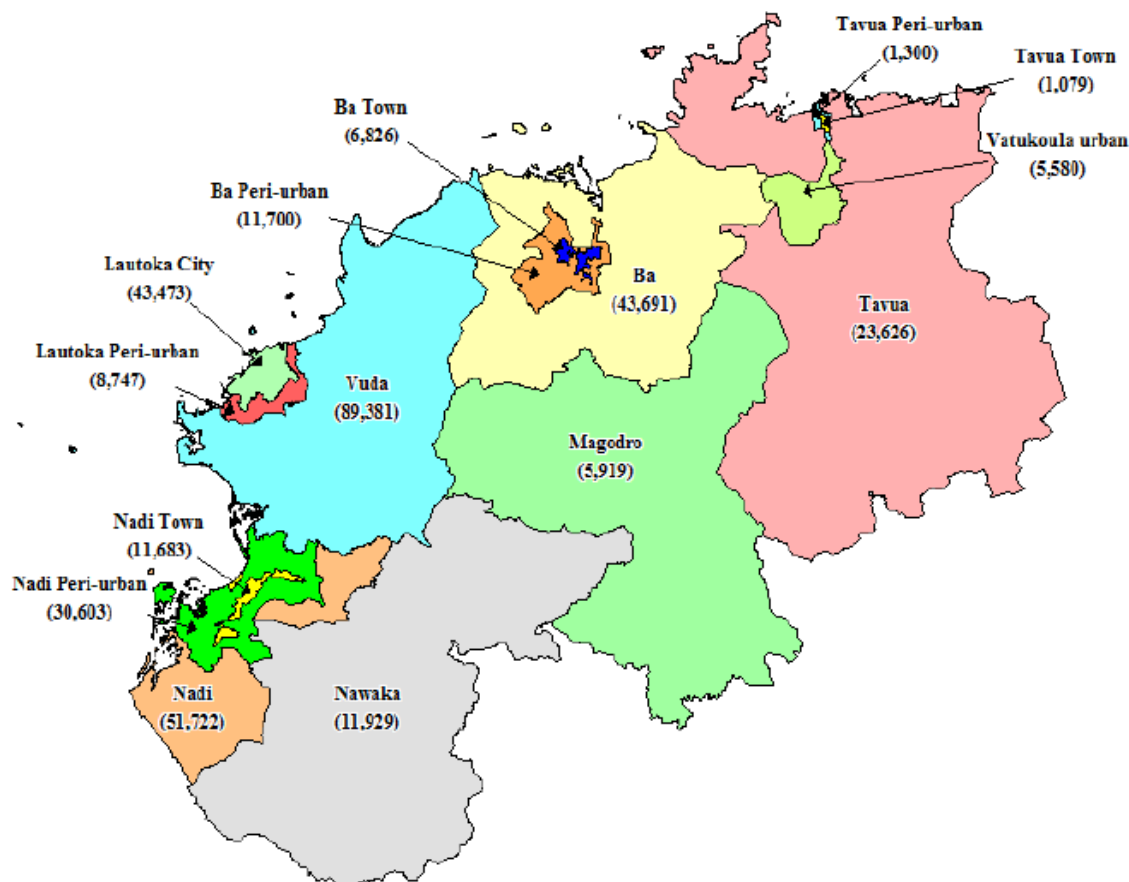 Tavua Peri-urban
(1,300)
Tavua Town
(1,079)
Ba Town
(6,826)
Vatukoula urban
(5,580)
Ba Peri-urban
(11,700)
Lautoka City
(43,473)
Ba
(43,691)
Tavua
(23,626)
Lautoka Peri-urban
(8,747)
Vuda
(89,381)
Magodro
(5,919)
Nadi Town
(11,683)
Nadi Peri-urban
(30,603)
Nadi
(51,722)
Nawaka
(11,929)